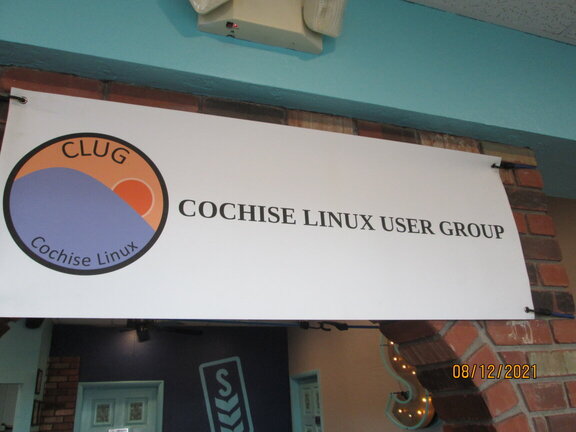 CLUG
Cochise Linux
COCHISE LINUX USER GROUP
S
08/12/2021